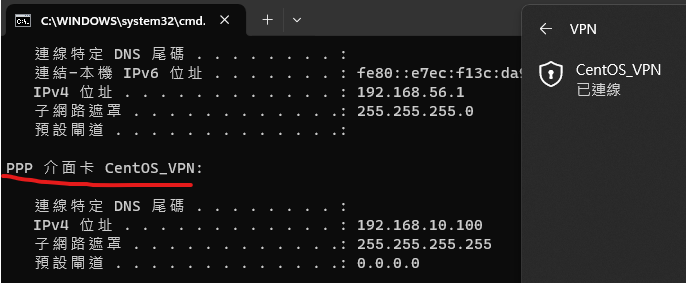 C:\WINDOWS\system32\cmd.
連線特定 DNS 尾碼 . . . . . . . . :
連結-本機 IPv6 位址 . . . . . . . : fe80::e7ec:f13c:da9
IPv4 位址 . . . . . . . . . . . . : 192.168.56.1
子網路遮罩 . . . . . . . . . . . .: 255.255.255.0
預設閘道 . . . . . . . . . . . . .:
PPP 介面卡 CentOS_VPN:
連線特定 DNS 尾碼 . . . . . . . . :
IPv4 位址 . . . . . . . . . . . . : 192.168.10.100
子網路遮罩 . . . . . . . . . . . .: 255.255.255.255
預設閘道 . . . . . . . . . . . . .: 0.0.0.0
VPN
CentOS_VPN
已連線